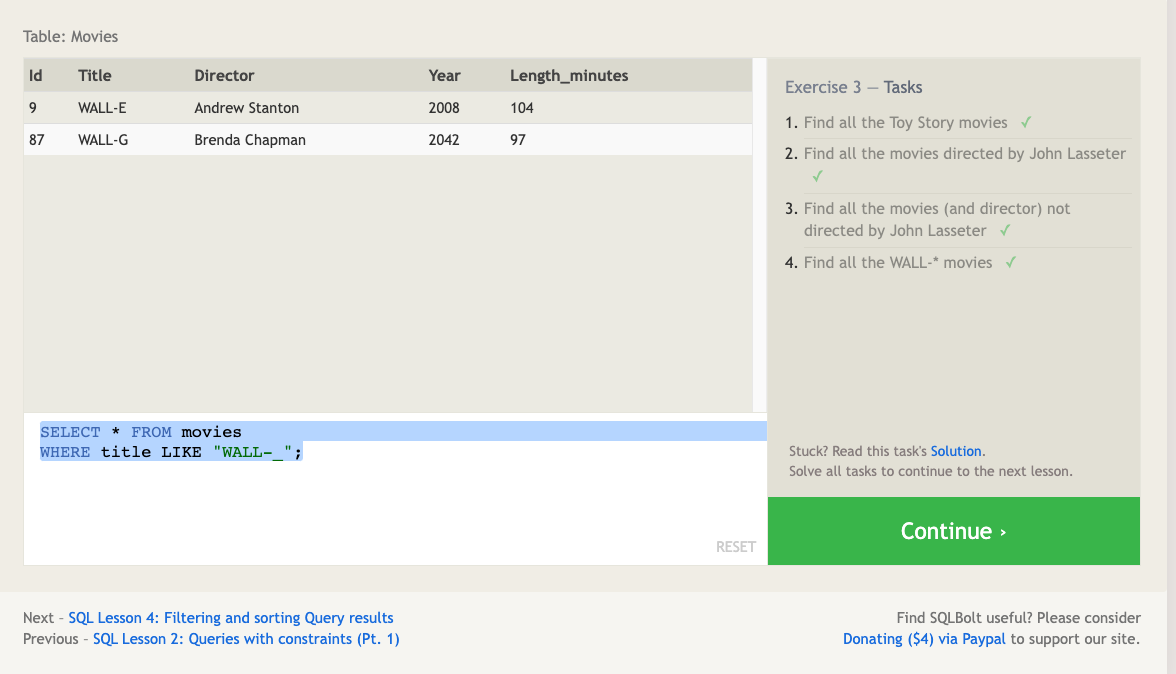 Table: Movies
Id Title Director Year Length_minutes
9 WALL-E Andrew Stanton 2008 104
87 WALL-G Brenda Chapman 2042 97
SELECT * FROM movies
WHERE title LIKE "WALL-_";
RESET
Exercise 3 — Tasks
1. Find all the Toy Story movies ✓
2. Find all the movies directed by John Lasseter
✓
3. Find all the movies (and director) not
directed by John Lasseter ✓
4. Find all the WALL-* movies ✓
Stuck? Read this task's Solution.
Solve all tasks to continue to the next lesson.
Continue ›
Next – SQL Lesson 4: Filtering and sorting Query results
Previous – SQL Lesson 2: Queries with constraints (Pt. 1)
Find SQLBolt useful? Please consider
Donating ($4) via Paypal to support our site.